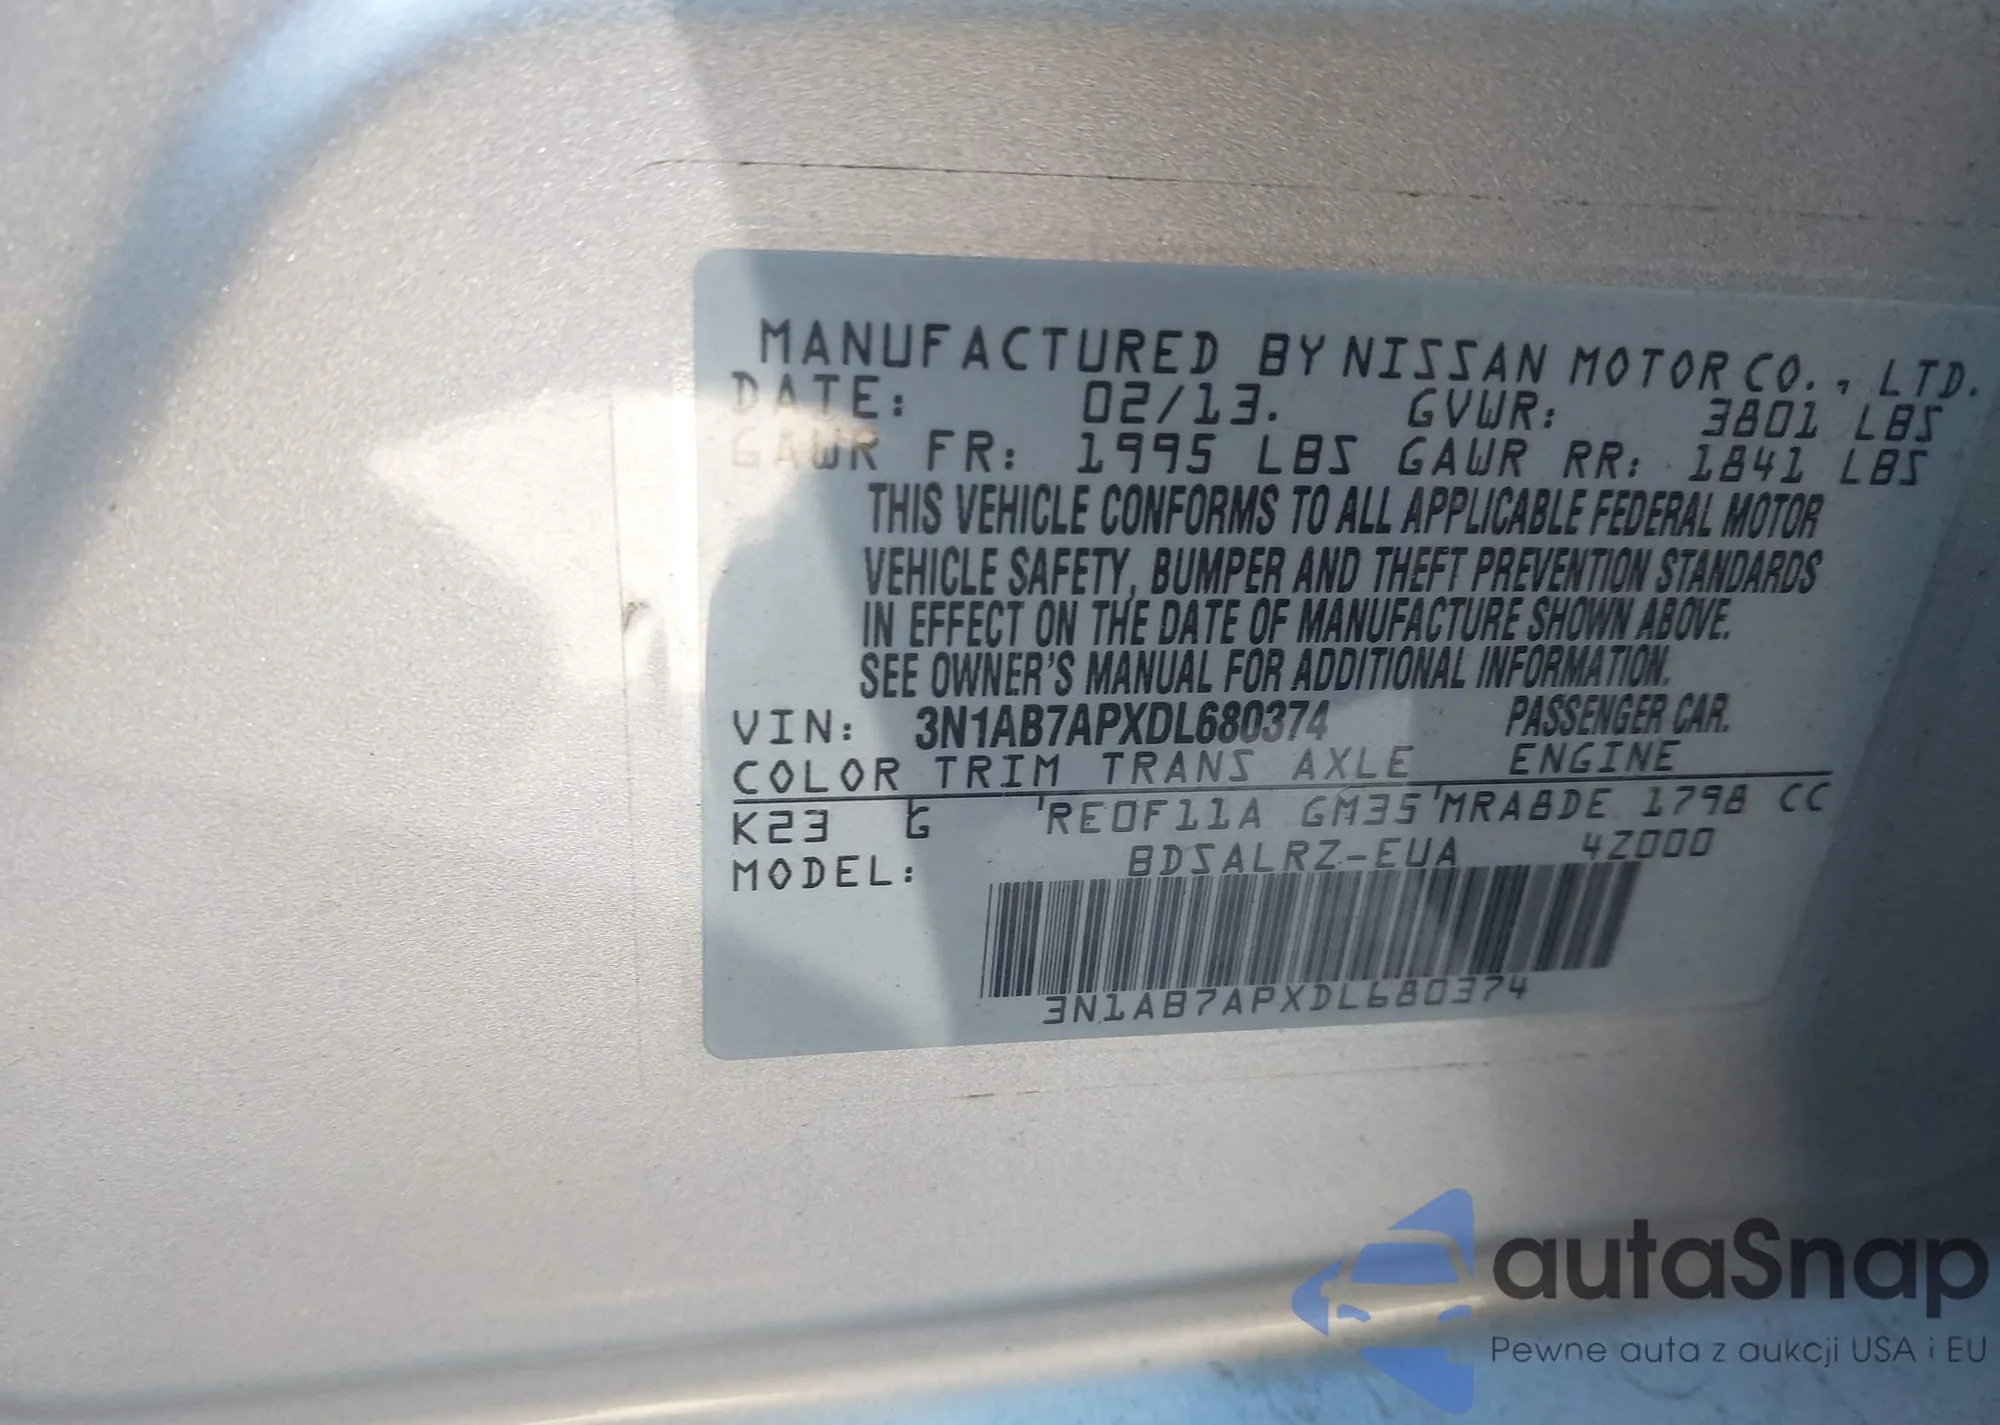 MANUFACTURED BY NISSAN MOTOR CO., LTD.
DATE: 02/13. GVWR: 3801 LBS
GAWR FR: 1995 LBS GAWR RR: 1841 LBS
THIS VEHICLE CONFORMS TO ALL APPLICABLE FEDERAL MOTOR
VEHICLE SAFETY, BUMPER AND THEFT PREVENTION STANDARDS
IN EFFECT ON THE DATE OF MANUFACTURE SHOWN ABOVE.
SEE OWNER'S MANUAL FOR ADDITIONAL INFORMATION.
VIN: 3N1AB7APXDL680374 PASSENGER CAR.
COLOR TRIM TRANS AXLE ENGINE
K23 G RE0F11A GM35 MRA8DE 1798 CC
MODEL: BDSALRZ-EUA 4Z000
3N1AB7APXDL680374
autaSnap
Pewne auta z aukcji USA i EU